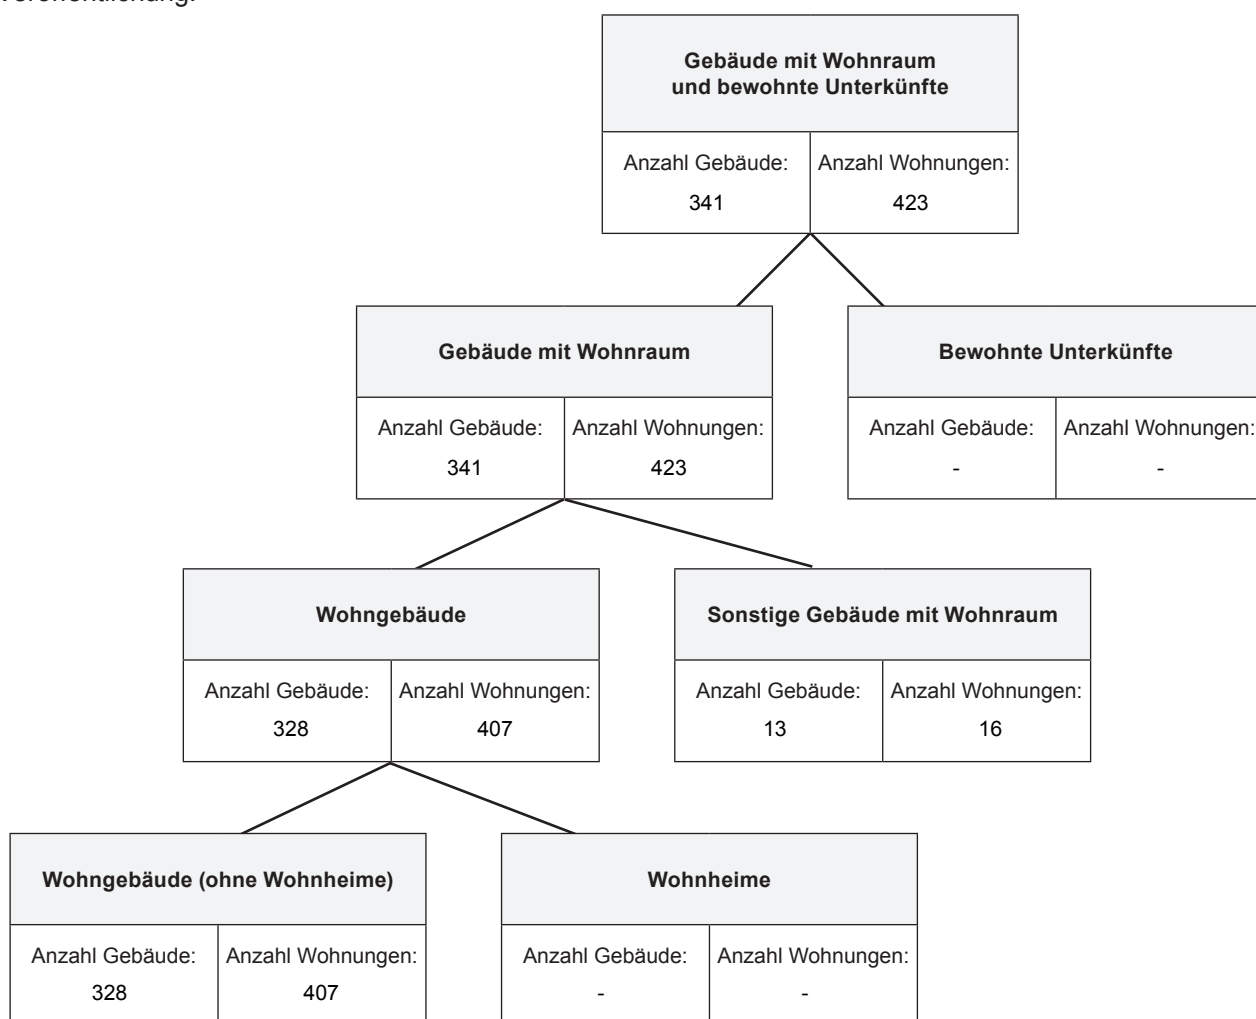 Veröffentlichung.
Gebäude mit Wohnraum
und bewohnte Unterkünfte
Anzahl Gebäude: Anzahl Wohnungen:
341 423
Gebäude mit Wohnraum Bewohnte Unterkünfte
Anzahl Gebäude: Anzahl Wohnungen: Anzahl Gebäude: Anzahl Wohnungen:
341 423 - -
Wohngebäude Sonstige Gebäude mit Wohnraum
Anzahl Gebäude: Anzahl Wohnungen: Anzahl Gebäude: Anzahl Wohnungen:
328 407 13 16
Wohngebäude (ohne Wohnheime) Wohnheime
Anzahl Gebäude: Anzahl Wohnungen: Anzahl Gebäude: Anzahl Wohnungen:
328 407 - -